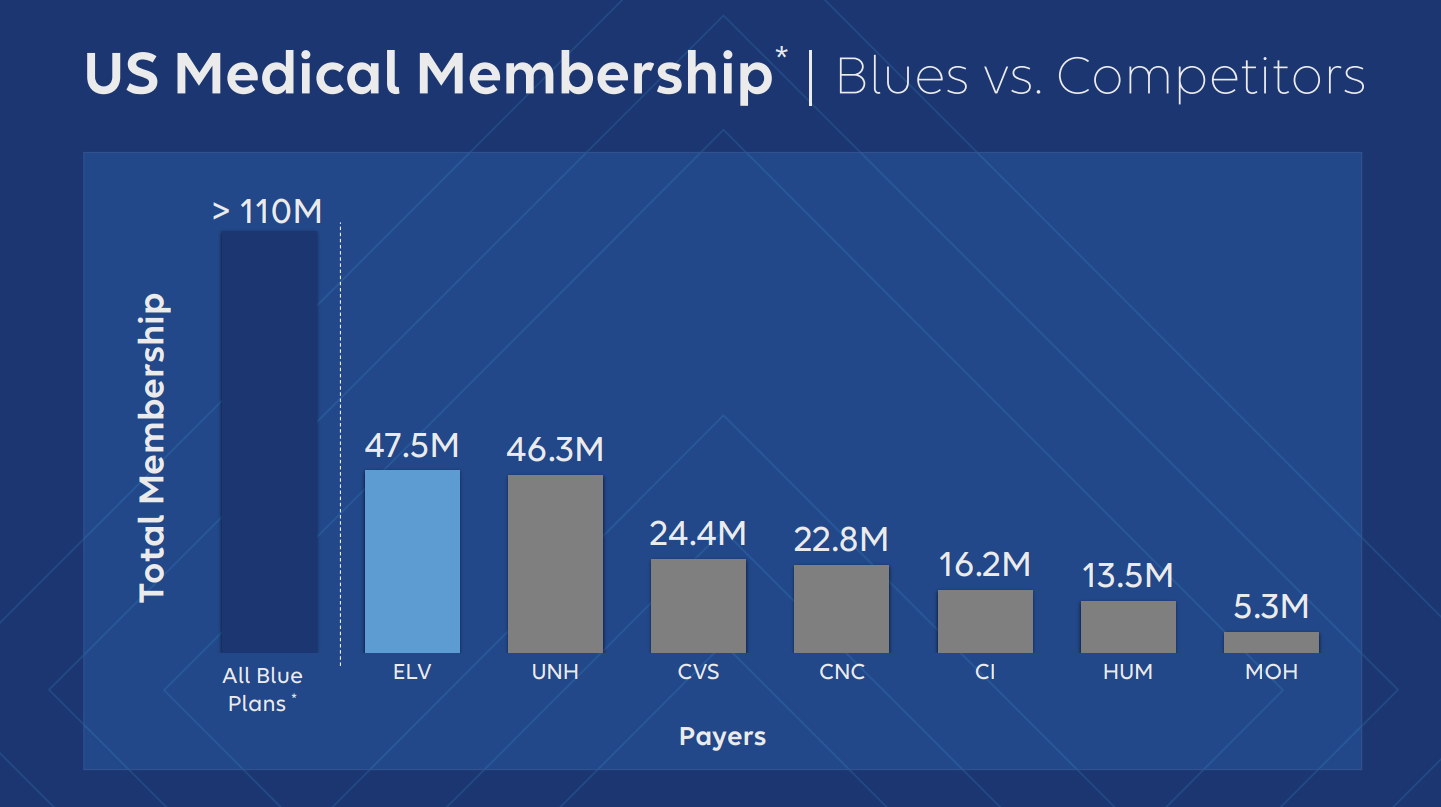 US Medical Membership* | Blues vs. Competitors
> 110M
47.5M
46.3M
24.4M
22.8M
16.2M
13.5M
5.3M
Total Membership
All Blue
Plans *
ELV
UNH
CVS
CNC
CI
HUM
MOH
Payers